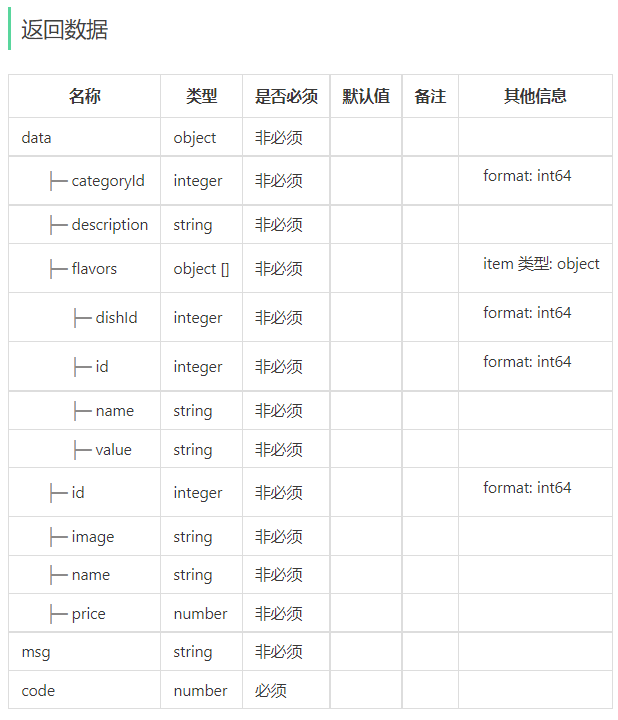 返回数据
名称 类型 是否必须 默认值 备注 其他信息
data object 非必须
├─ categoryId integer 非必须 format: int64
├─ description string 非必须
├─ flavors object [] 非必须 item 类型: object
├─ dishId integer 非必须 format: int64
├─ id integer 非必须 format: int64
├─ name string 非必须
├─ value string 非必须
├─ id integer 非必须 format: int64
├─ image string 非必须
├─ name string 非必须
├─ price number 非必须
msg string 非必须
code number 必须